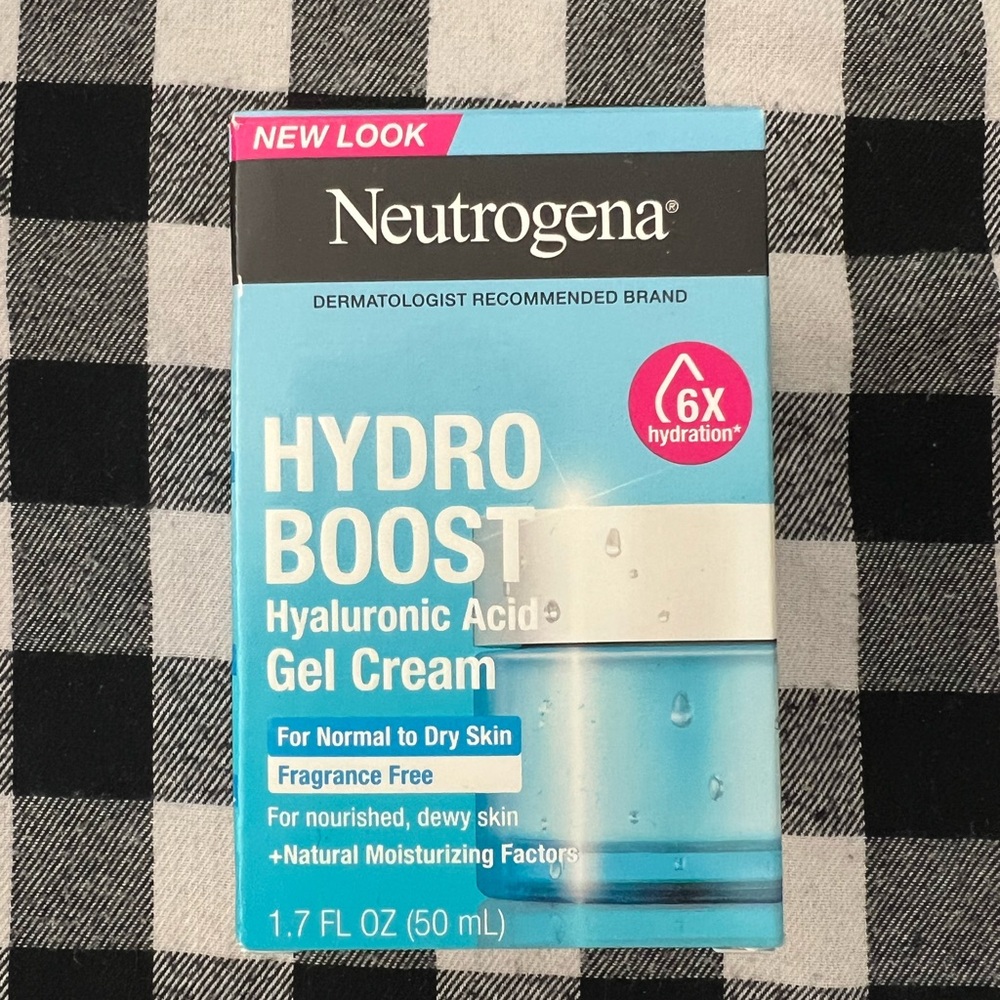 NEW LOOK
Neutrogena®
DERMATOLOGIST RECOMMENDED BRAND
6X
hydration*
HYDRO
BOOST
Hyaluronic Acid
Gel Cream
For Normal to Dry Skin
Fragrance Free
For nourished, dewy skin
+Natural Moisturizing Factors
1.7 FL OZ (50 mL)